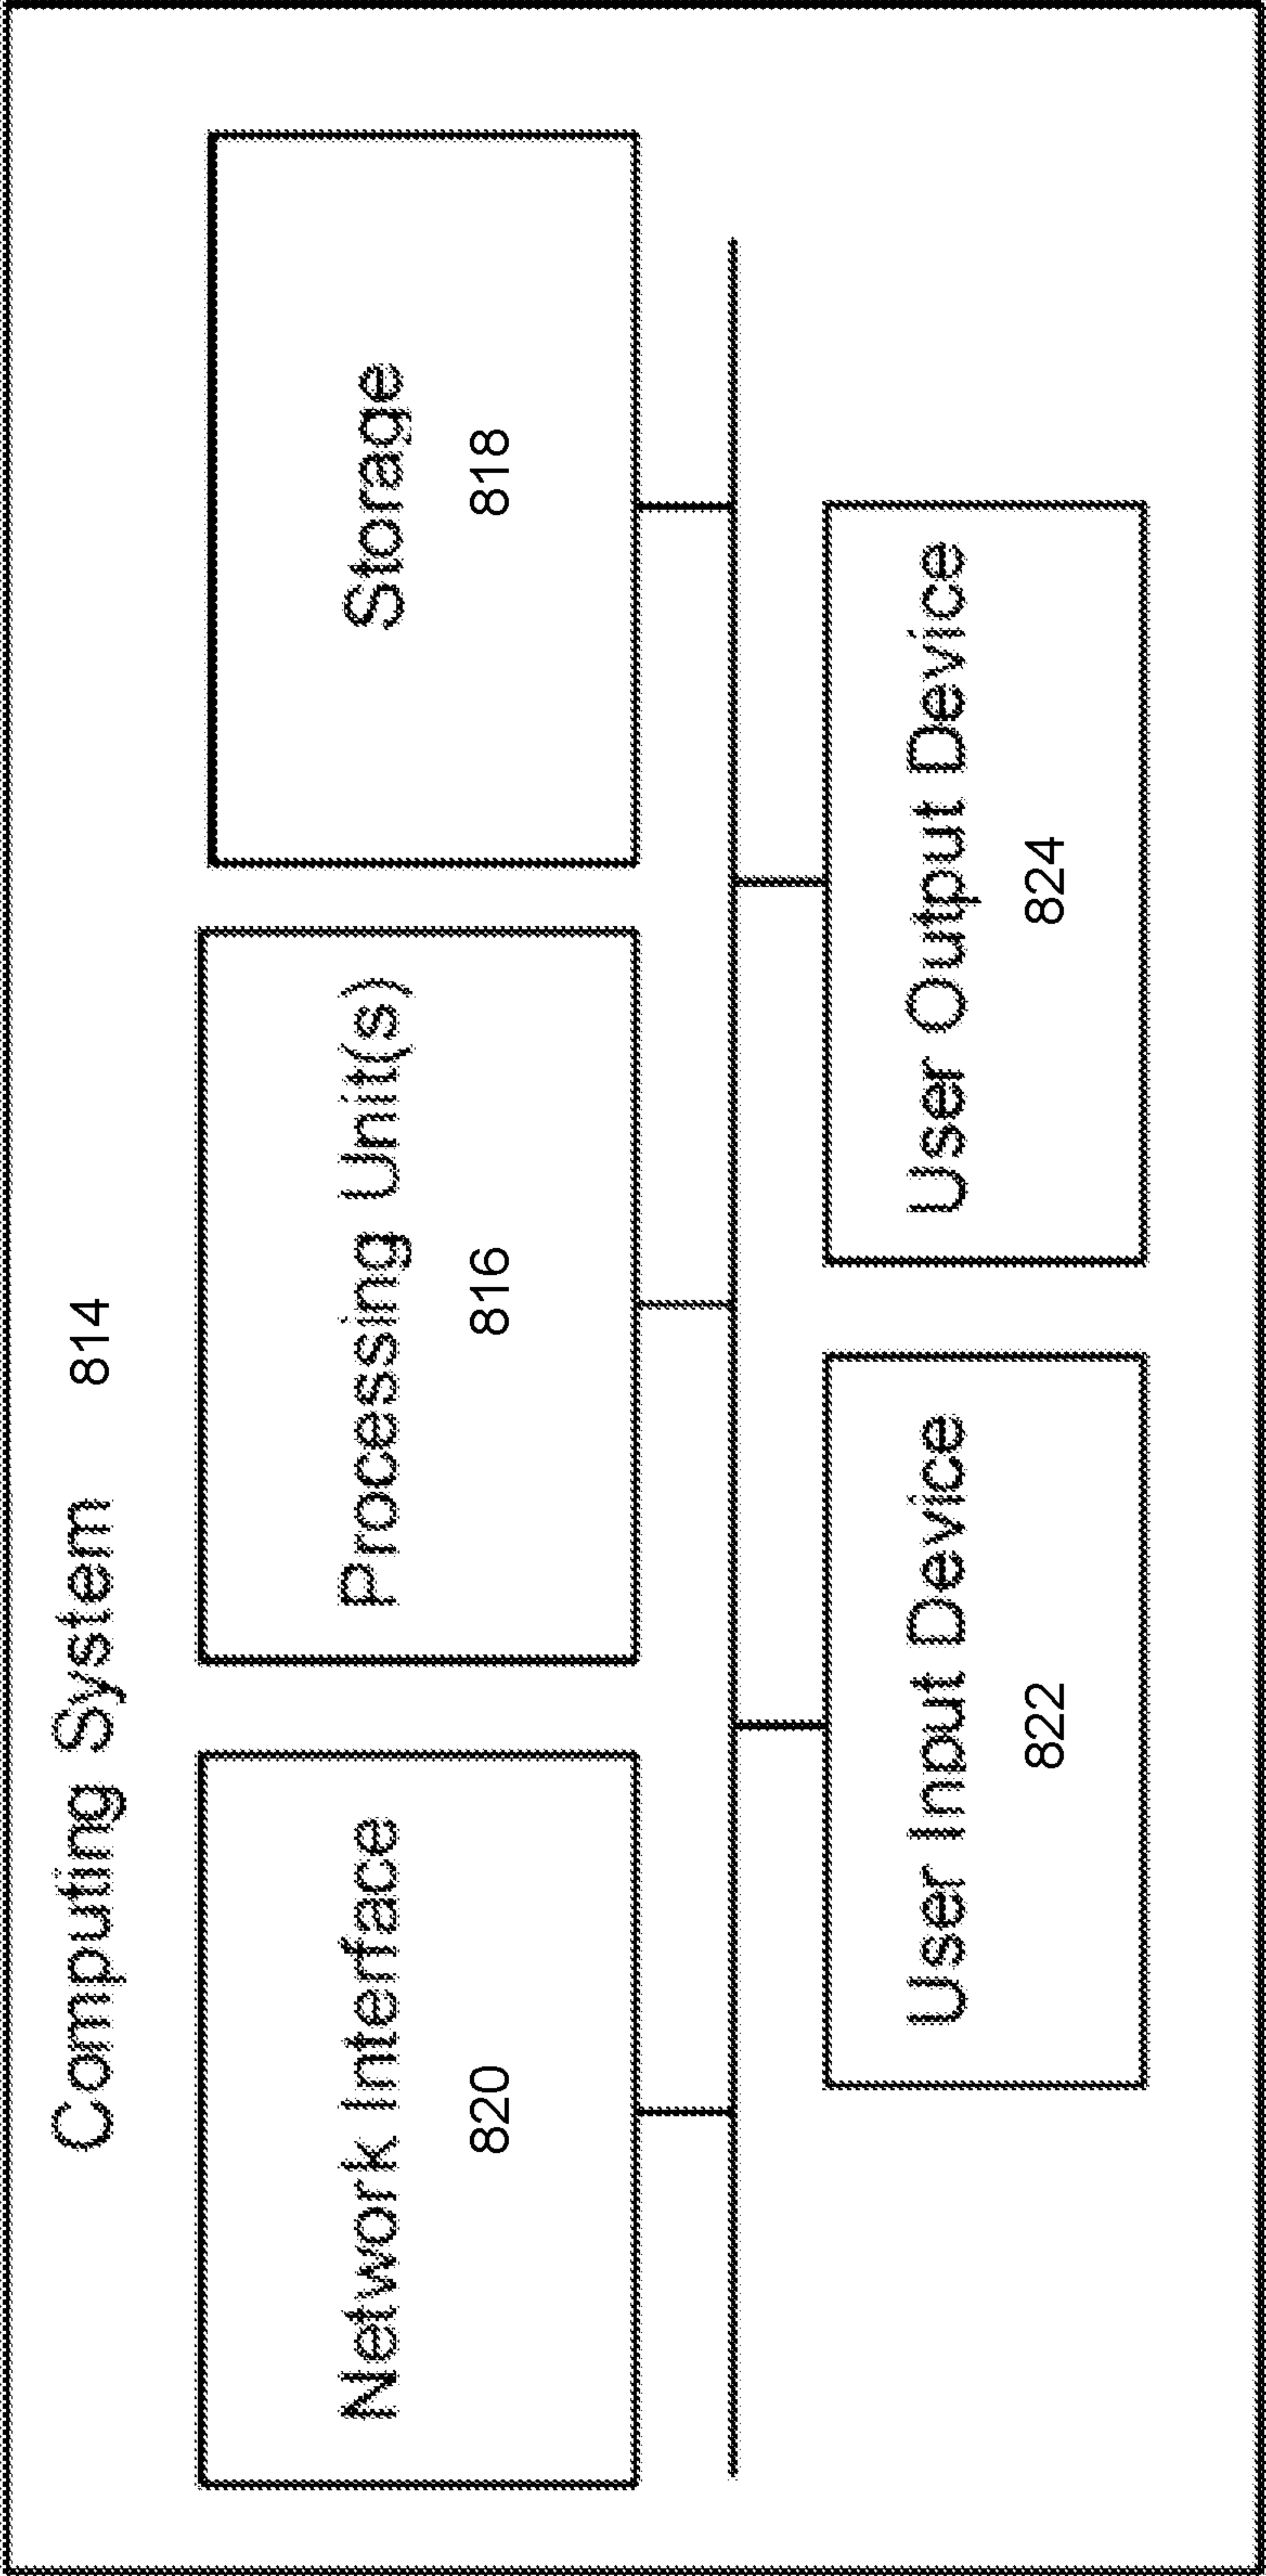 Computing System 814
Network Interface
820
Processing Unit(s)
816
Storage
818
User Input Device
822
User Output Device
824